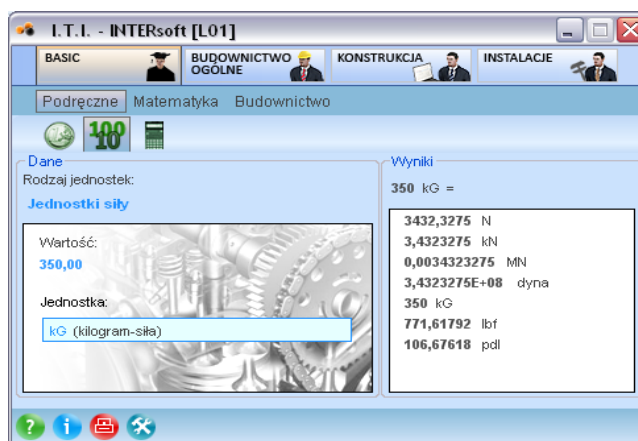 I.T.I. - INTERsoft [L01]
BASIC
BUDOWNICTWO
OGÓLNE
KONSTRUKCJA
INSTALACJE
Podręczne Matematyka Budownictwo
100
10
Dane
Rodzaj jednostek:
Jednostki siły
Wartość:
350,00
Jednostka:
kG (kilogram-siła)
Wyniki
350 kG =
3432,3275 N
3,4323275 kN
0,0034323275 MN
3,4323275E+08 dyna
350 kG
771,61792 lbf
106,67618 pdl